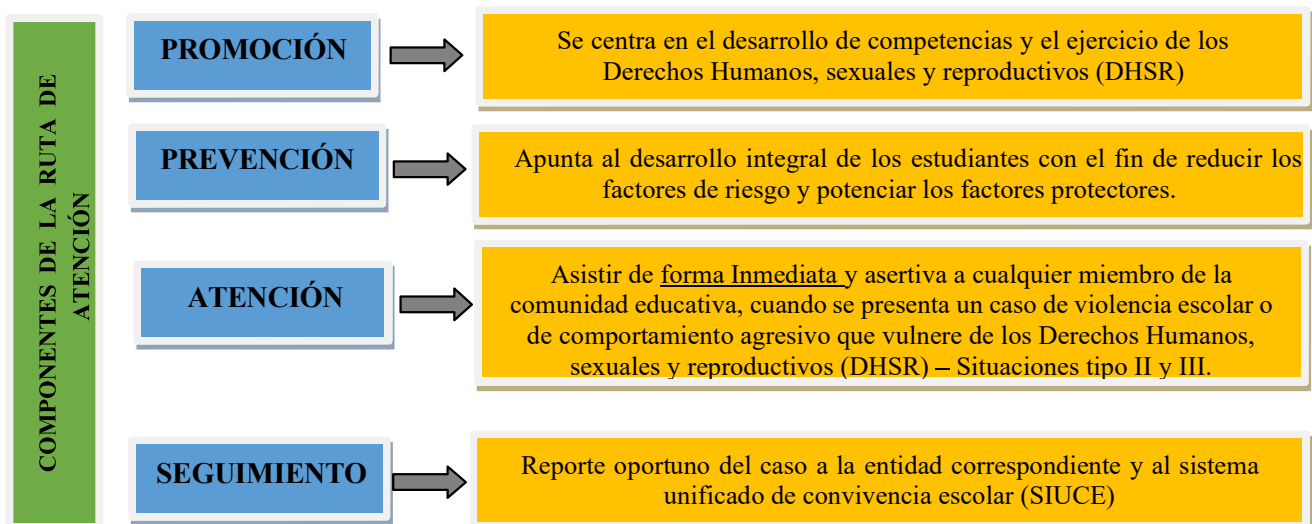 COMPONENTES DE LA RUTA DE
ATENCIÓN
PROMOCIÓN
Se centra en el desarrollo de competencias y el ejercicio de los
Derechos Humanos, sexuales y reproductivos (DHSR)
PREVENCIÓN
Apunta al desarrollo integral de los estudiantes con el fin de reducir los
factores de riesgo y potenciar los factores protectores.
ATENCIÓN
Asistir de forma Inmediata y asertiva a cualquier miembro de la
comunidad educativa, cuando se presenta un caso de violencia escolar o
de comportamiento agresivo que vulnere de los Derechos Humanos,
sexuales y reproductivos (DHSR) – Situaciones tipo II y III.
SEGUIMIENTO
Reporte oportuno del caso a la entidad correspondiente y al sistema
unificado de convivencia escolar (SIUCE)